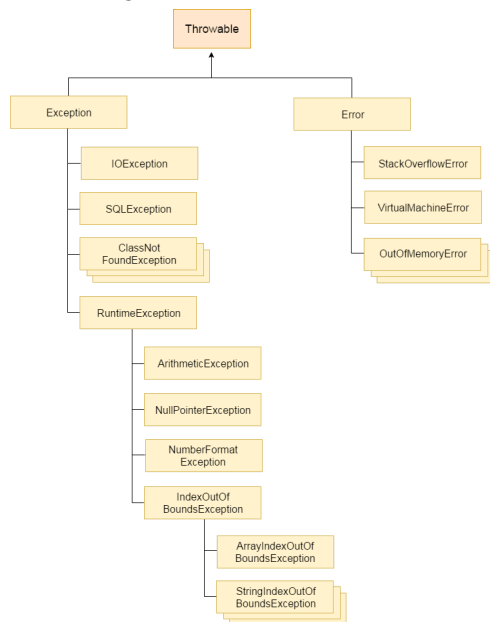 Throwable
Exception
Error
IOException
StackOverflowError
SQLException
VirtualMachineError
ClassNot
FoundException
OutOfMemoryError
RuntimeException
ArithmeticException
NullPointerException
NumberFormat
Exception
IndexOutOf
BoundsException
ArrayIndexOutOf
BoundsException
StringIndexOutOf
BoundsException